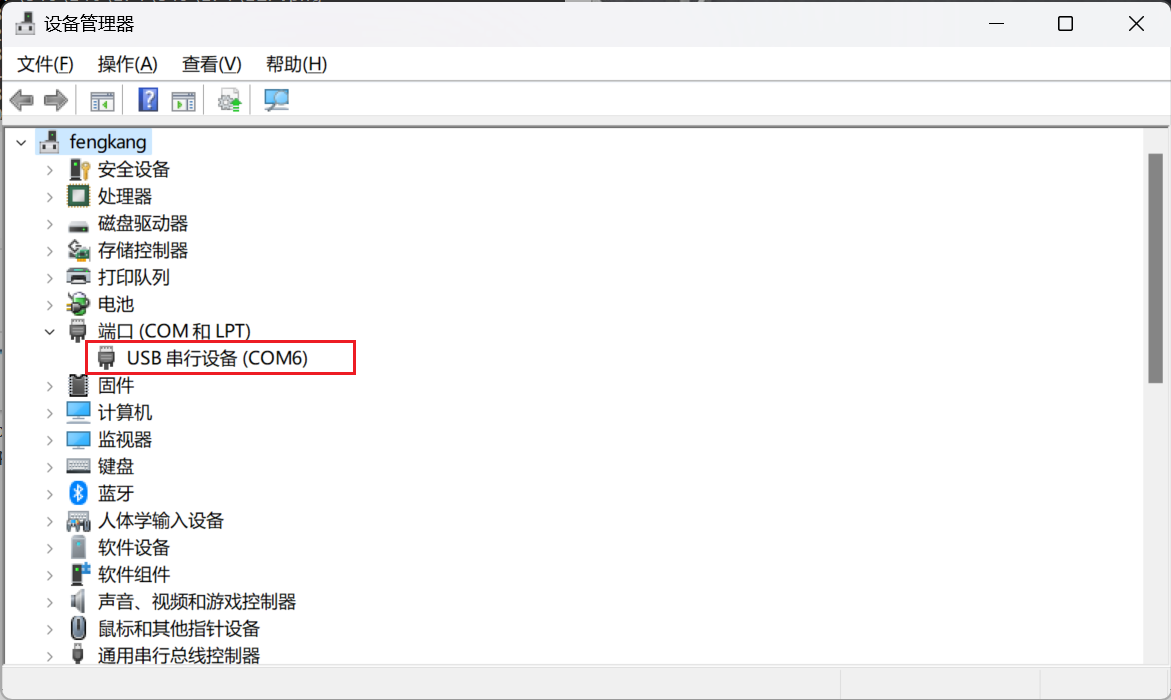 设备管理器
文件(F) 操作(A) 查看(V) 帮助(H)
fengkang
安全设备
处理器
磁盘驱动器
存储控制器
打印队列
电池
端口 (COM 和 LPT)
USB 串行设备 (COM6)
固件
计算机
监视器
键盘
蓝牙
人体学输入设备
软件设备
软件组件
声音、视频和游戏控制器
鼠标和其他指针设备
通用串行总线控制器